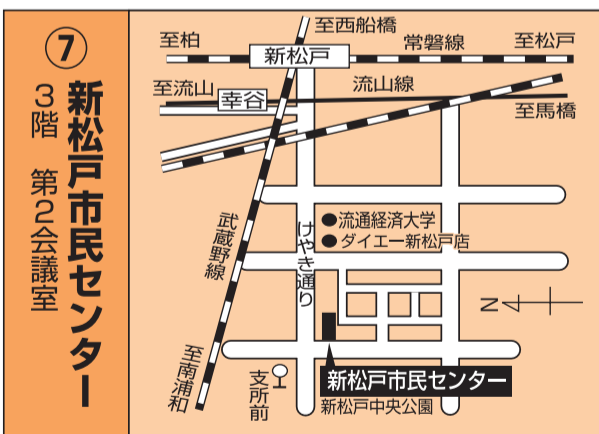 ⑦
新松戸市民センター
3階 第2会議室
至西船橋
至柏
新松戸
常磐線
至松戸
至流山
幸谷
流山線
至馬橋
武蔵野線
けやき通り
●流通経済大学
●ダイエー新松戸店
N
至南浦和
支所前
新松戸市民センター
新松戸中央公園